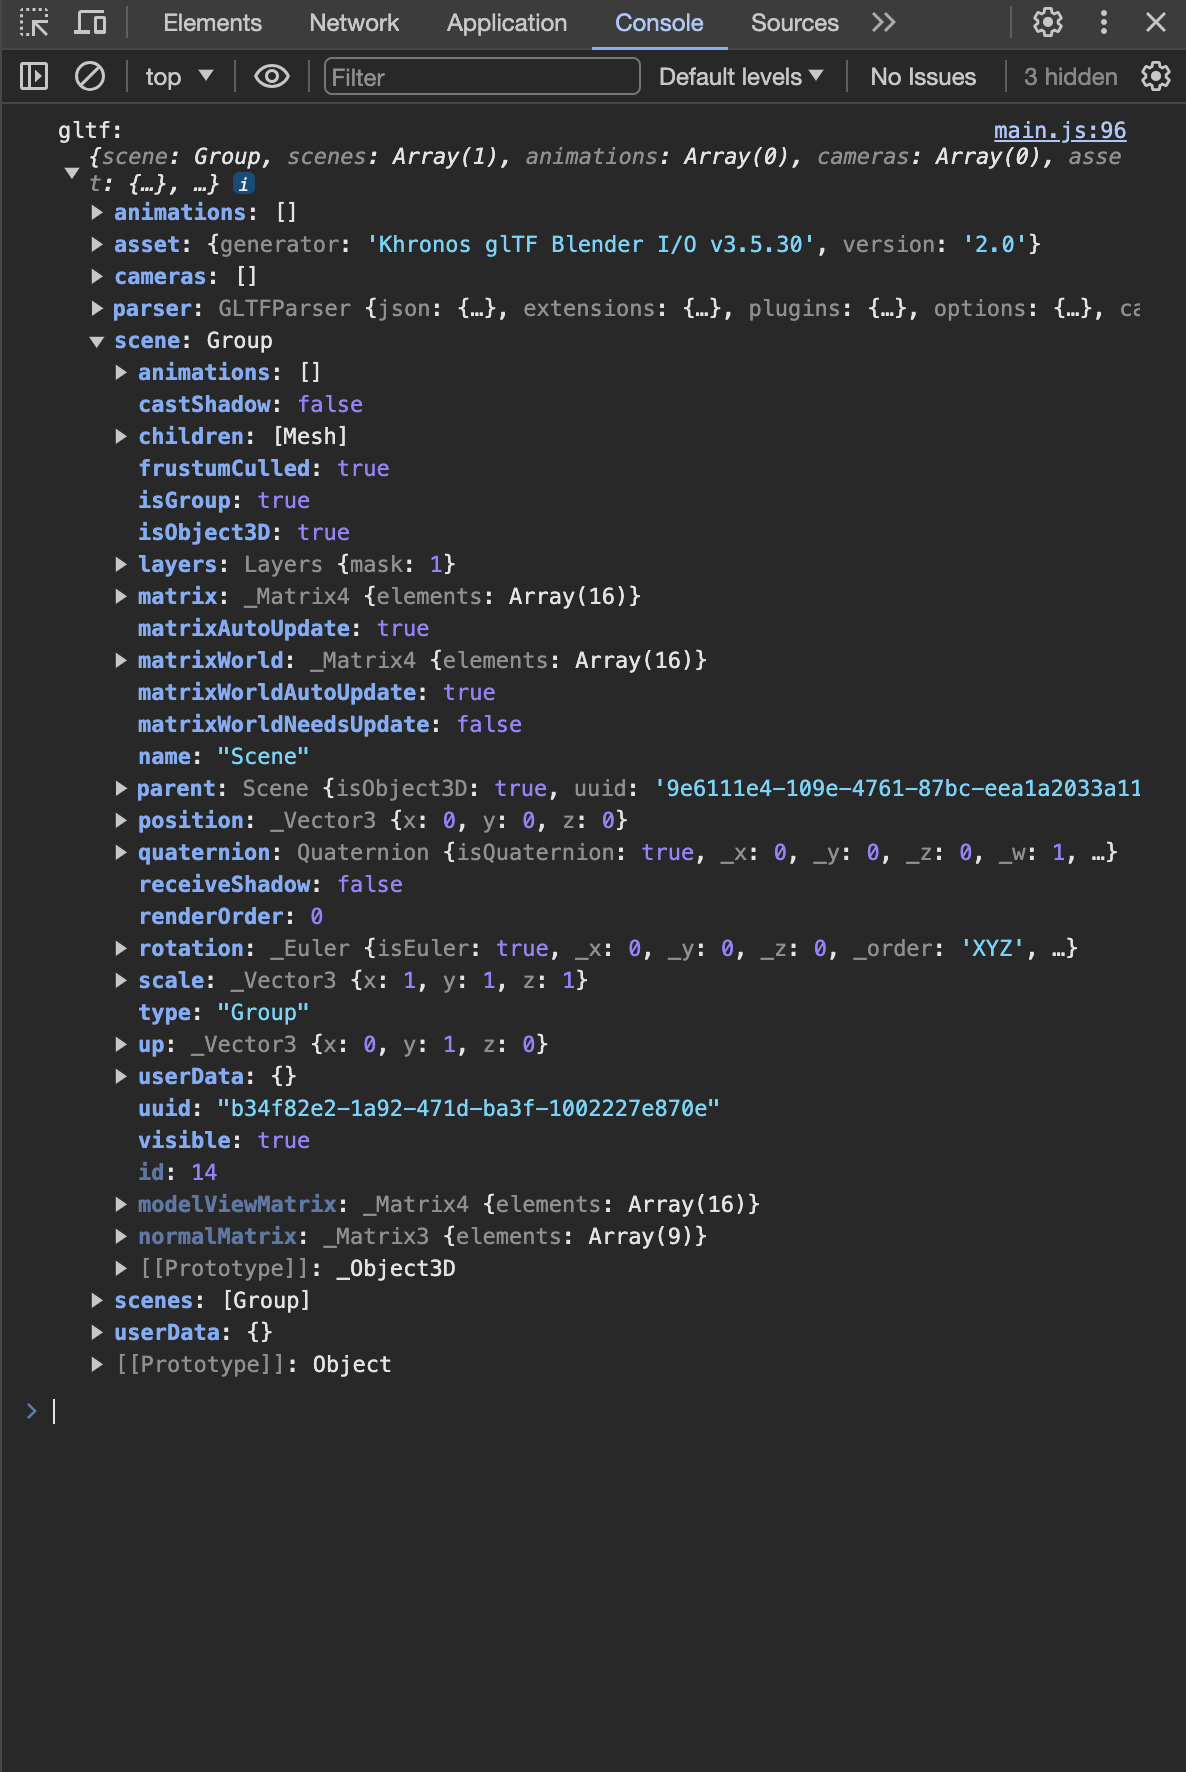 Elements Network Application Console Sources
top Filter Default levels No Issues 3 hidden
gltf: main.js:96
{scene: Group, scenes: Array(1), animations: Array(0), cameras: Array(0), asse
t: {…}, …} i
animations: []
asset: {generator: 'Khronos glTF Blender I/O v3.5.30', version: '2.0'}
cameras: []
parser: GLTFParser {json: {…}, extensions: {…}, plugins: {…}, options: {…}, ca
scene: Group
animations: []
castShadow: false
children: [Mesh]
frustumCulled: true
isGroup: true
isObject3D: true
layers: Layers {mask: 1}
matrix: _Matrix4 {elements: Array(16)}
matrixAutoUpdate: true
matrixWorld: _Matrix4 {elements: Array(16)}
matrixWorldAutoUpdate: true
matrixWorldNeedsUpdate: false
name: "Scene"
parent: Scene {isObject3D: true, uuid: '9e6111e4-109e-4761-87bc-eea1a2033a11
position: _Vector3 {x: 0, y: 0, z: 0}
quaternion: Quaternion {isQuaternion: true, _x: 0, _y: 0, _z: 0, _w: 1, …}
receiveShadow: false
renderOrder: 0
rotation: _Euler {isEuler: true, _x: 0, _y: 0, _z: 0, _order: 'XYZ', …}
scale: _Vector3 {x: 1, y: 1, z: 1}
type: "Group"
up: _Vector3 {x: 0, y: 1, z: 0}
userData: {}
uuid: "b34f82e2-1a92-471d-ba3f-1002227e870e"
visible: true
id: 14
modelViewMatrix: _Matrix4 {elements: Array(16)}
normalMatrix: _Matrix3 {elements: Array(9)}
[[Prototype]]: _Object3D
scenes: [Group]
userData: {}
[[Prototype]]: Object